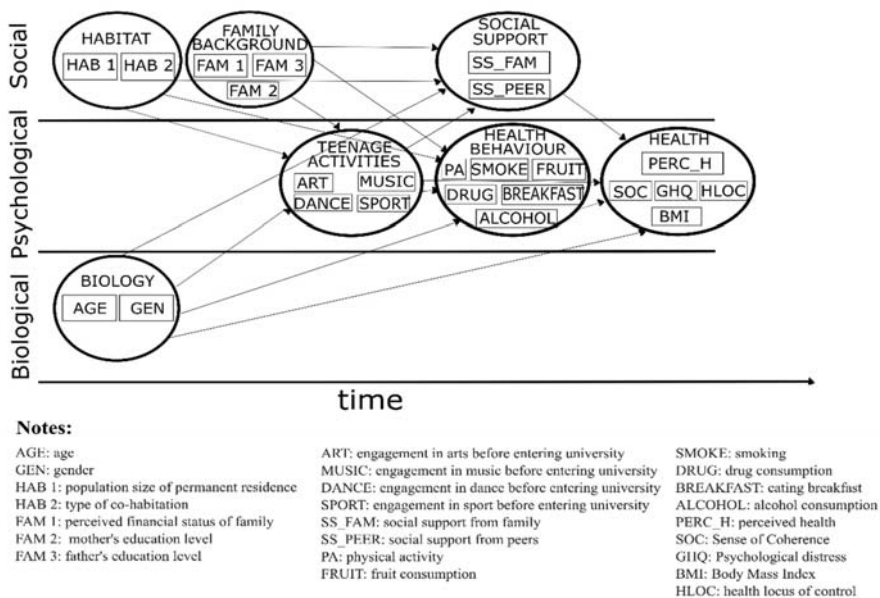 Social
Psychological
Biological
HABITAT
HAB 1 HAB 2
FAMILY
BACKGROUND
FAM 1 FAM 3
FAM 2
SOCIAL
SUPPORT
SS_FAM
SS_PEER
TEENAGE
ACTIVITIES
ART MUSIC
DANCE SPORT
HEALTH
BEHAVIOUR
PA SMOKE FRUIT
DRUG BREAKFAST
ALCOHOL
HEALTH
PERC_H
SOC GHQ HLOC
BMI
BIOLOGY
AGE GEN
time
Notes:
AGE: age
GEN: gender
HAB 1: population size of permanent residence
HAB 2: type of co-habitation
FAM 1: perceived financial status of family
FAM 2: mother's education level
FAM 3: father's education level
ART: engagement in arts before entering university
MUSIC: engagement in music before entering university
DANCE: engagement in dance before entering university
SPORT: engagement in sport before entering university
SS_FAM: social support from family
SS_PEER: social support from peers
PA: physical activity
FRUIT: fruit consumption
SMOKE: smoking
DRUG: drug consumption
BREAKFAST: eating breakfast
ALCOHOL: alcohol consumption
PERC_H: perceived health
SOC: Sense of Coherence
GHQ: Psychological distress
BMI: Body Mass Index
HLOC: health locus of control